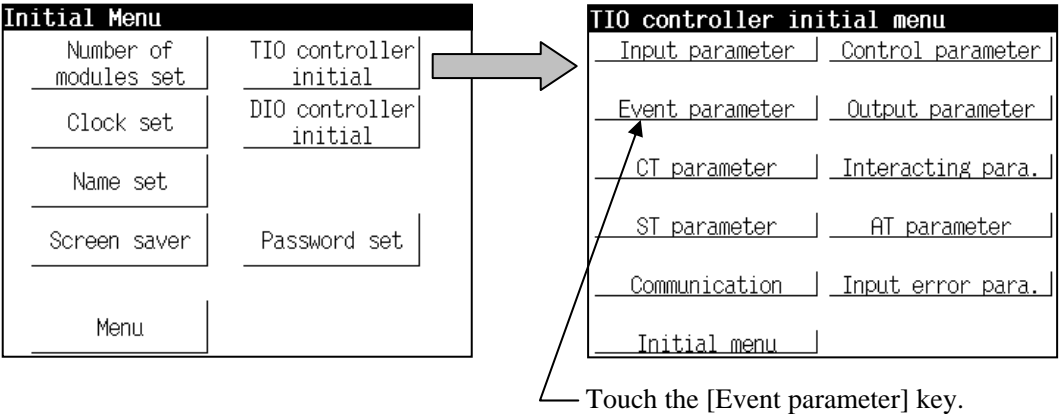 Initial Menu
Number of
modules set
TIO controller
initial
Clock set
DIO controller
initial
Name set
Screen saver
Password set
Menu
TIO controller initial menu
Input parameter
Control parameter
Event parameter
Output parameter
CT parameter
Interacting para.
ST parameter
AT parameter
Communication
Input error para.
Initial menu
Touch the [Event parameter] key.